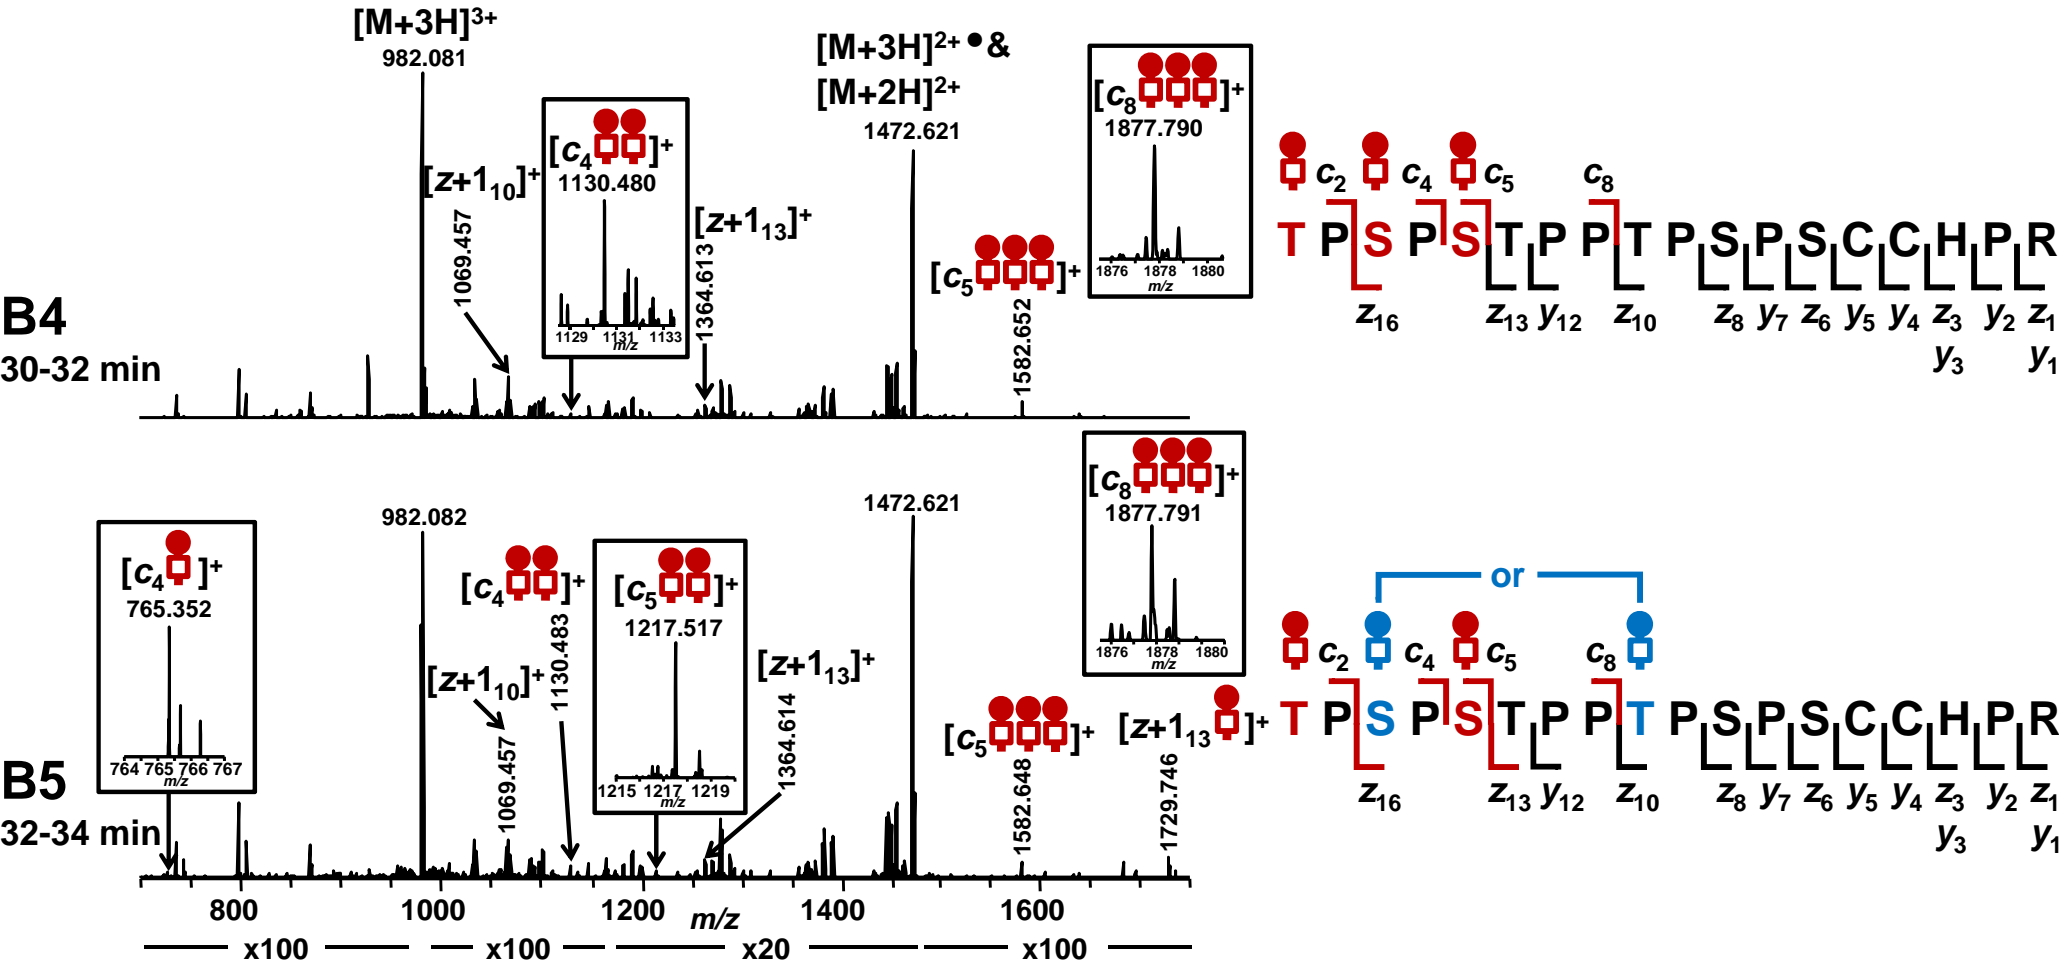 [M+3H]3+
982.081
[M+3H]2+•&
[M+2H]2+
1472.621
[z+110]+
1069.457
[c4]+
1130.480
1129 1131 1133
m/z
[z+113]+
1364.613
[c5]+
1582.652
[c8]+
1877.790
1876 1878 1880
m/z
B4
30-32 min
c2 c4 c5 c8
T P S P S T P P T P S P S C C H P R
z16 z13 y12 z10 z8 y7 z6 y5 y4 z3 y2 z1
y3 y1
982.082
1472.621
[c4]+
765.352
764 765 766 767
m/z
[z+110]+
1069.457
[c4]+
1130.483
[c5]+
1217.517
1215 1217 1219
m/z
[z+113]+
1364.614
[c5]+
1582.648
[c8]+
1877.791
1876 1878 1880
m/z
[z+113]+
1729.746
B5
32-34 min
or
c2 c4 c5 c8
T P S P S T P P T P S P S C C H P R
z16 z13 y12 z10 z8 y7 z6 y5 y4 z3 y2 z1
y3 y1
800 1000 1200 1400 1600
m/z
x100 x100 x20 x100